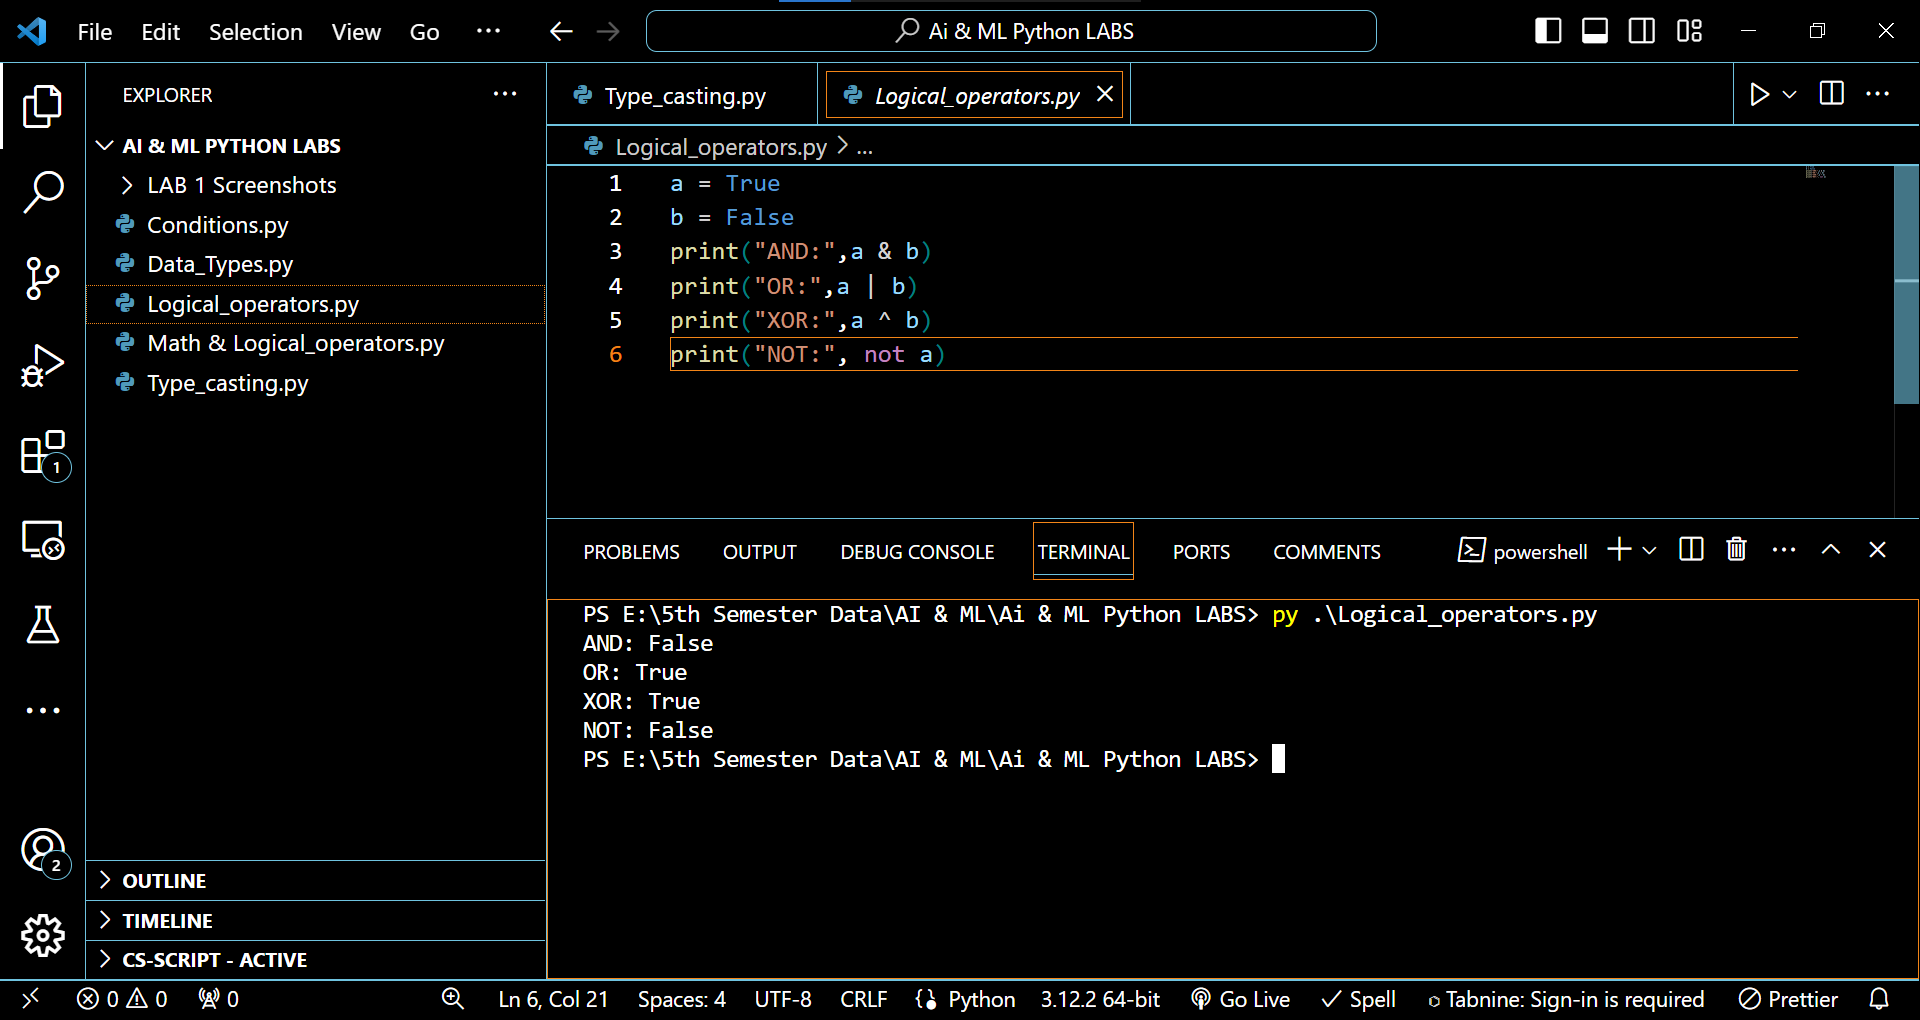 File Edit Selection View Go ··· Ai & ML Python LABS
EXPLORER ···
AI & ML PYTHON LABS
LAB 1 Screenshots
Conditions.py
Data_Types.py
Logical_operators.py
Math & Logical_operators.py
Type_casting.py
OUTLINE
TIMELINE
CS-SCRIPT - ACTIVE
1
2
Type_casting.py Logical_operators.py
Logical_operators.py > ...
1 a = True
2 b = False
3 print("AND:",a & b)
4 print("OR:",a | b)
5 print("XOR:",a ^ b)
6 print("NOT:", not a)
PROBLEMS OUTPUT DEBUG CONSOLE TERMINAL PORTS COMMENTS powershell
PS E:\5th Semester Data\AI & ML\Ai & ML Python LABS> py .\Logical_operators.py
AND: False
OR: True
XOR: True
NOT: False
PS E:\5th Semester Data\AI & ML\Ai & ML Python LABS>
0 0 0 Ln 6, Col 21 Spaces: 4 UTF-8 CRLF Python 3.12.2 64-bit Go Live Spell Tabnine: Sign-in is required Prettier